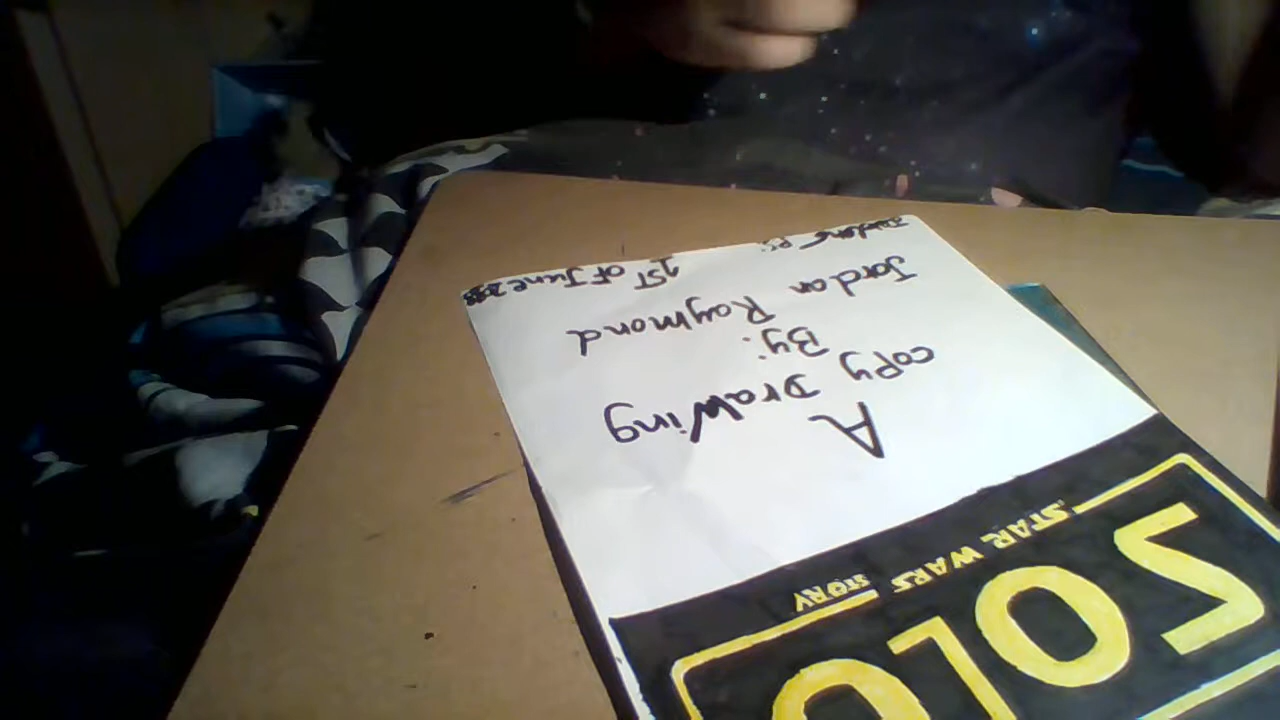 SOLO
STAR WARS STORY
A
COPY DRAWING
By:
Jordan Raymond
1ST OF June